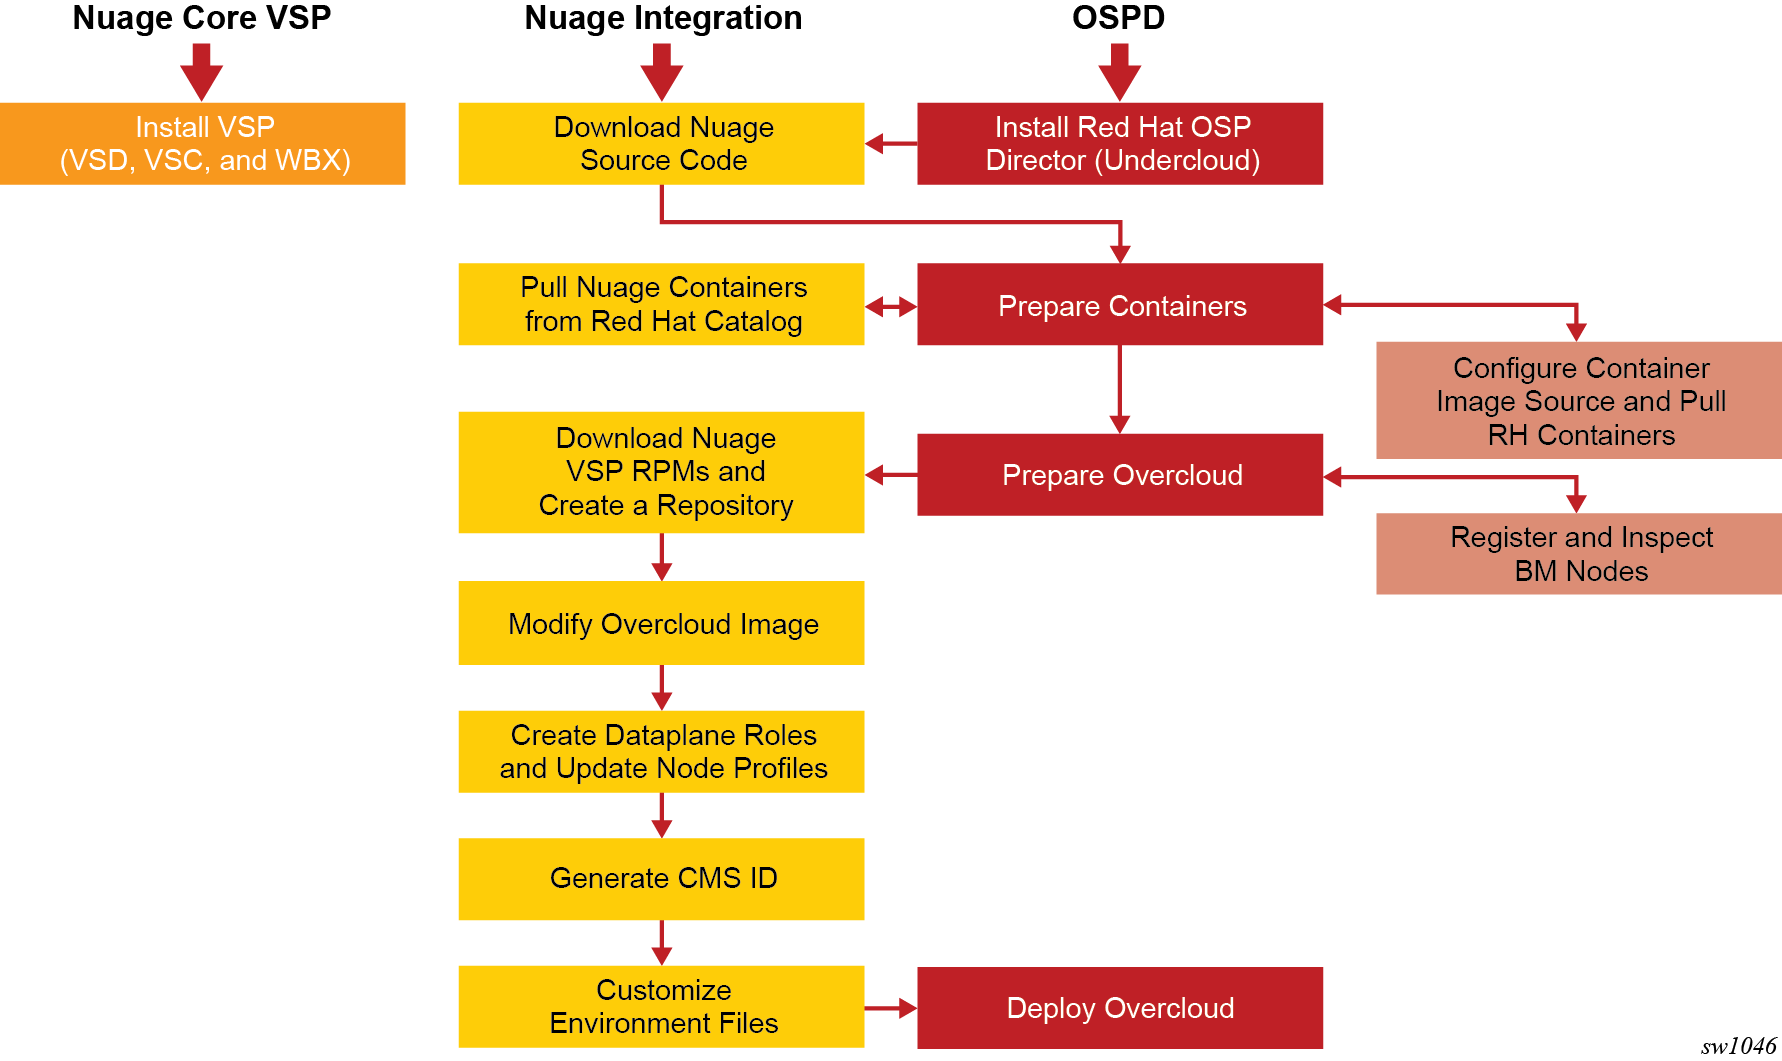 Nuage Core VSP
Nuage Integration
OSPD
Install VSP
(VSD, VSC, and WBX)
Download Nuage
Source Code
Install Red Hat OSP
Director (Undercloud)
Pull Nuage Containers
from Red Hat Catalog
Prepare Containers
Configure Container
Image Source and Pull
RH Containers
Download Nuage
VSP RPMs and
Create a Repository
Prepare Overcloud
Register and Inspect
BM Nodes
Modify Overcloud Image
Create Dataplane Roles
and Update Node Profiles
Generate CMS ID
Customize
Environment Files
Deploy Overcloud
sw1046